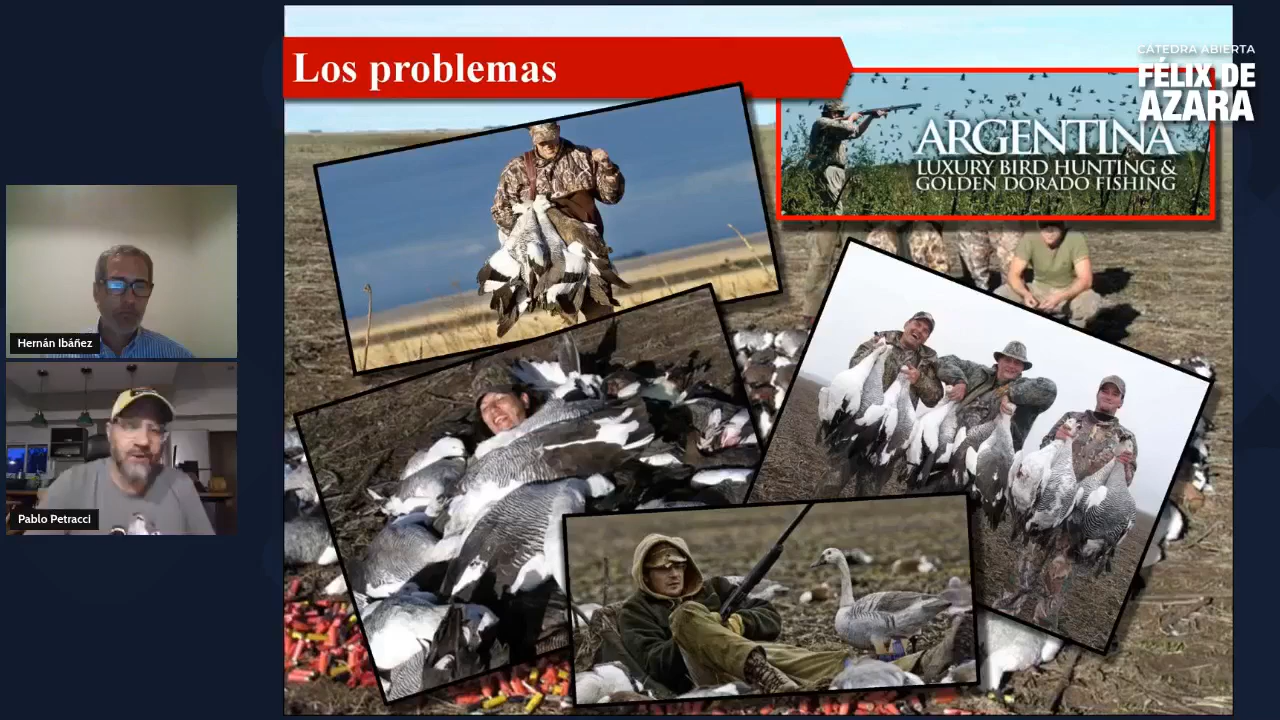 Los problemas
CÁTEDRA ABIERTA
FÉLIX DE
AZARA
ARGENTINA
LUXURY BIRD HUNTING &
GOLDEN DORADO FISHING
Hernán Ibáñez
Pablo Petracci